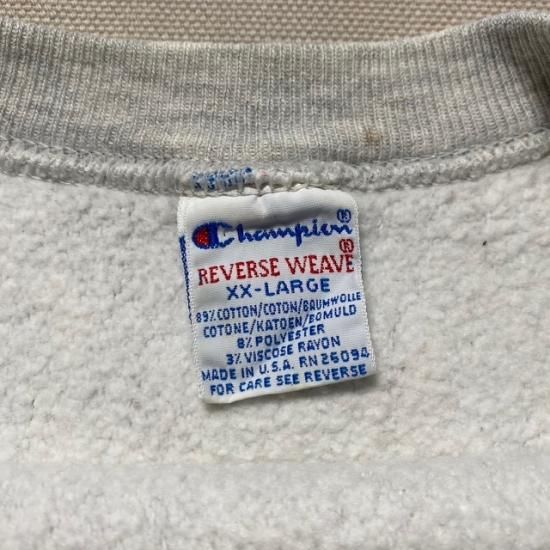 Champion®
REVERSE WEAVE®
XX-LARGE
89% COTTON/COTON/BAUMWOLLE
COTONE/KATOEN/BOMULD
8% POLYESTER
3% VISCOSE RAYON
MADE IN U.S.A. RN 26094
FOR CARE SEE REVERSE